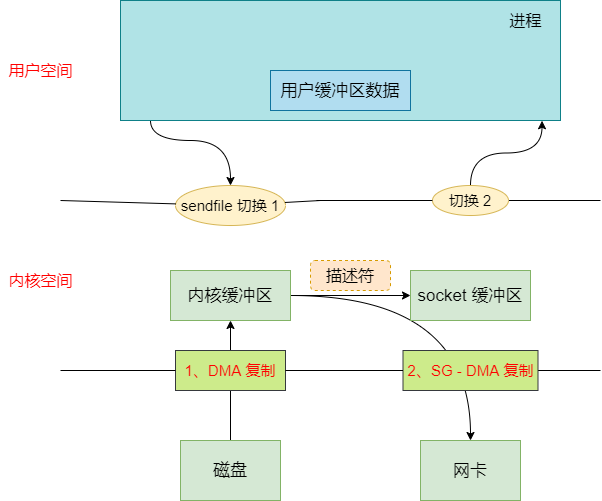 进程
用户空间
用户缓冲区数据
sendfile 切换 1
切换 2
内核空间
描述符
内核缓冲区
socket 缓冲区
1、DMA 复制
2、SG - DMA 复制
磁盘
网卡